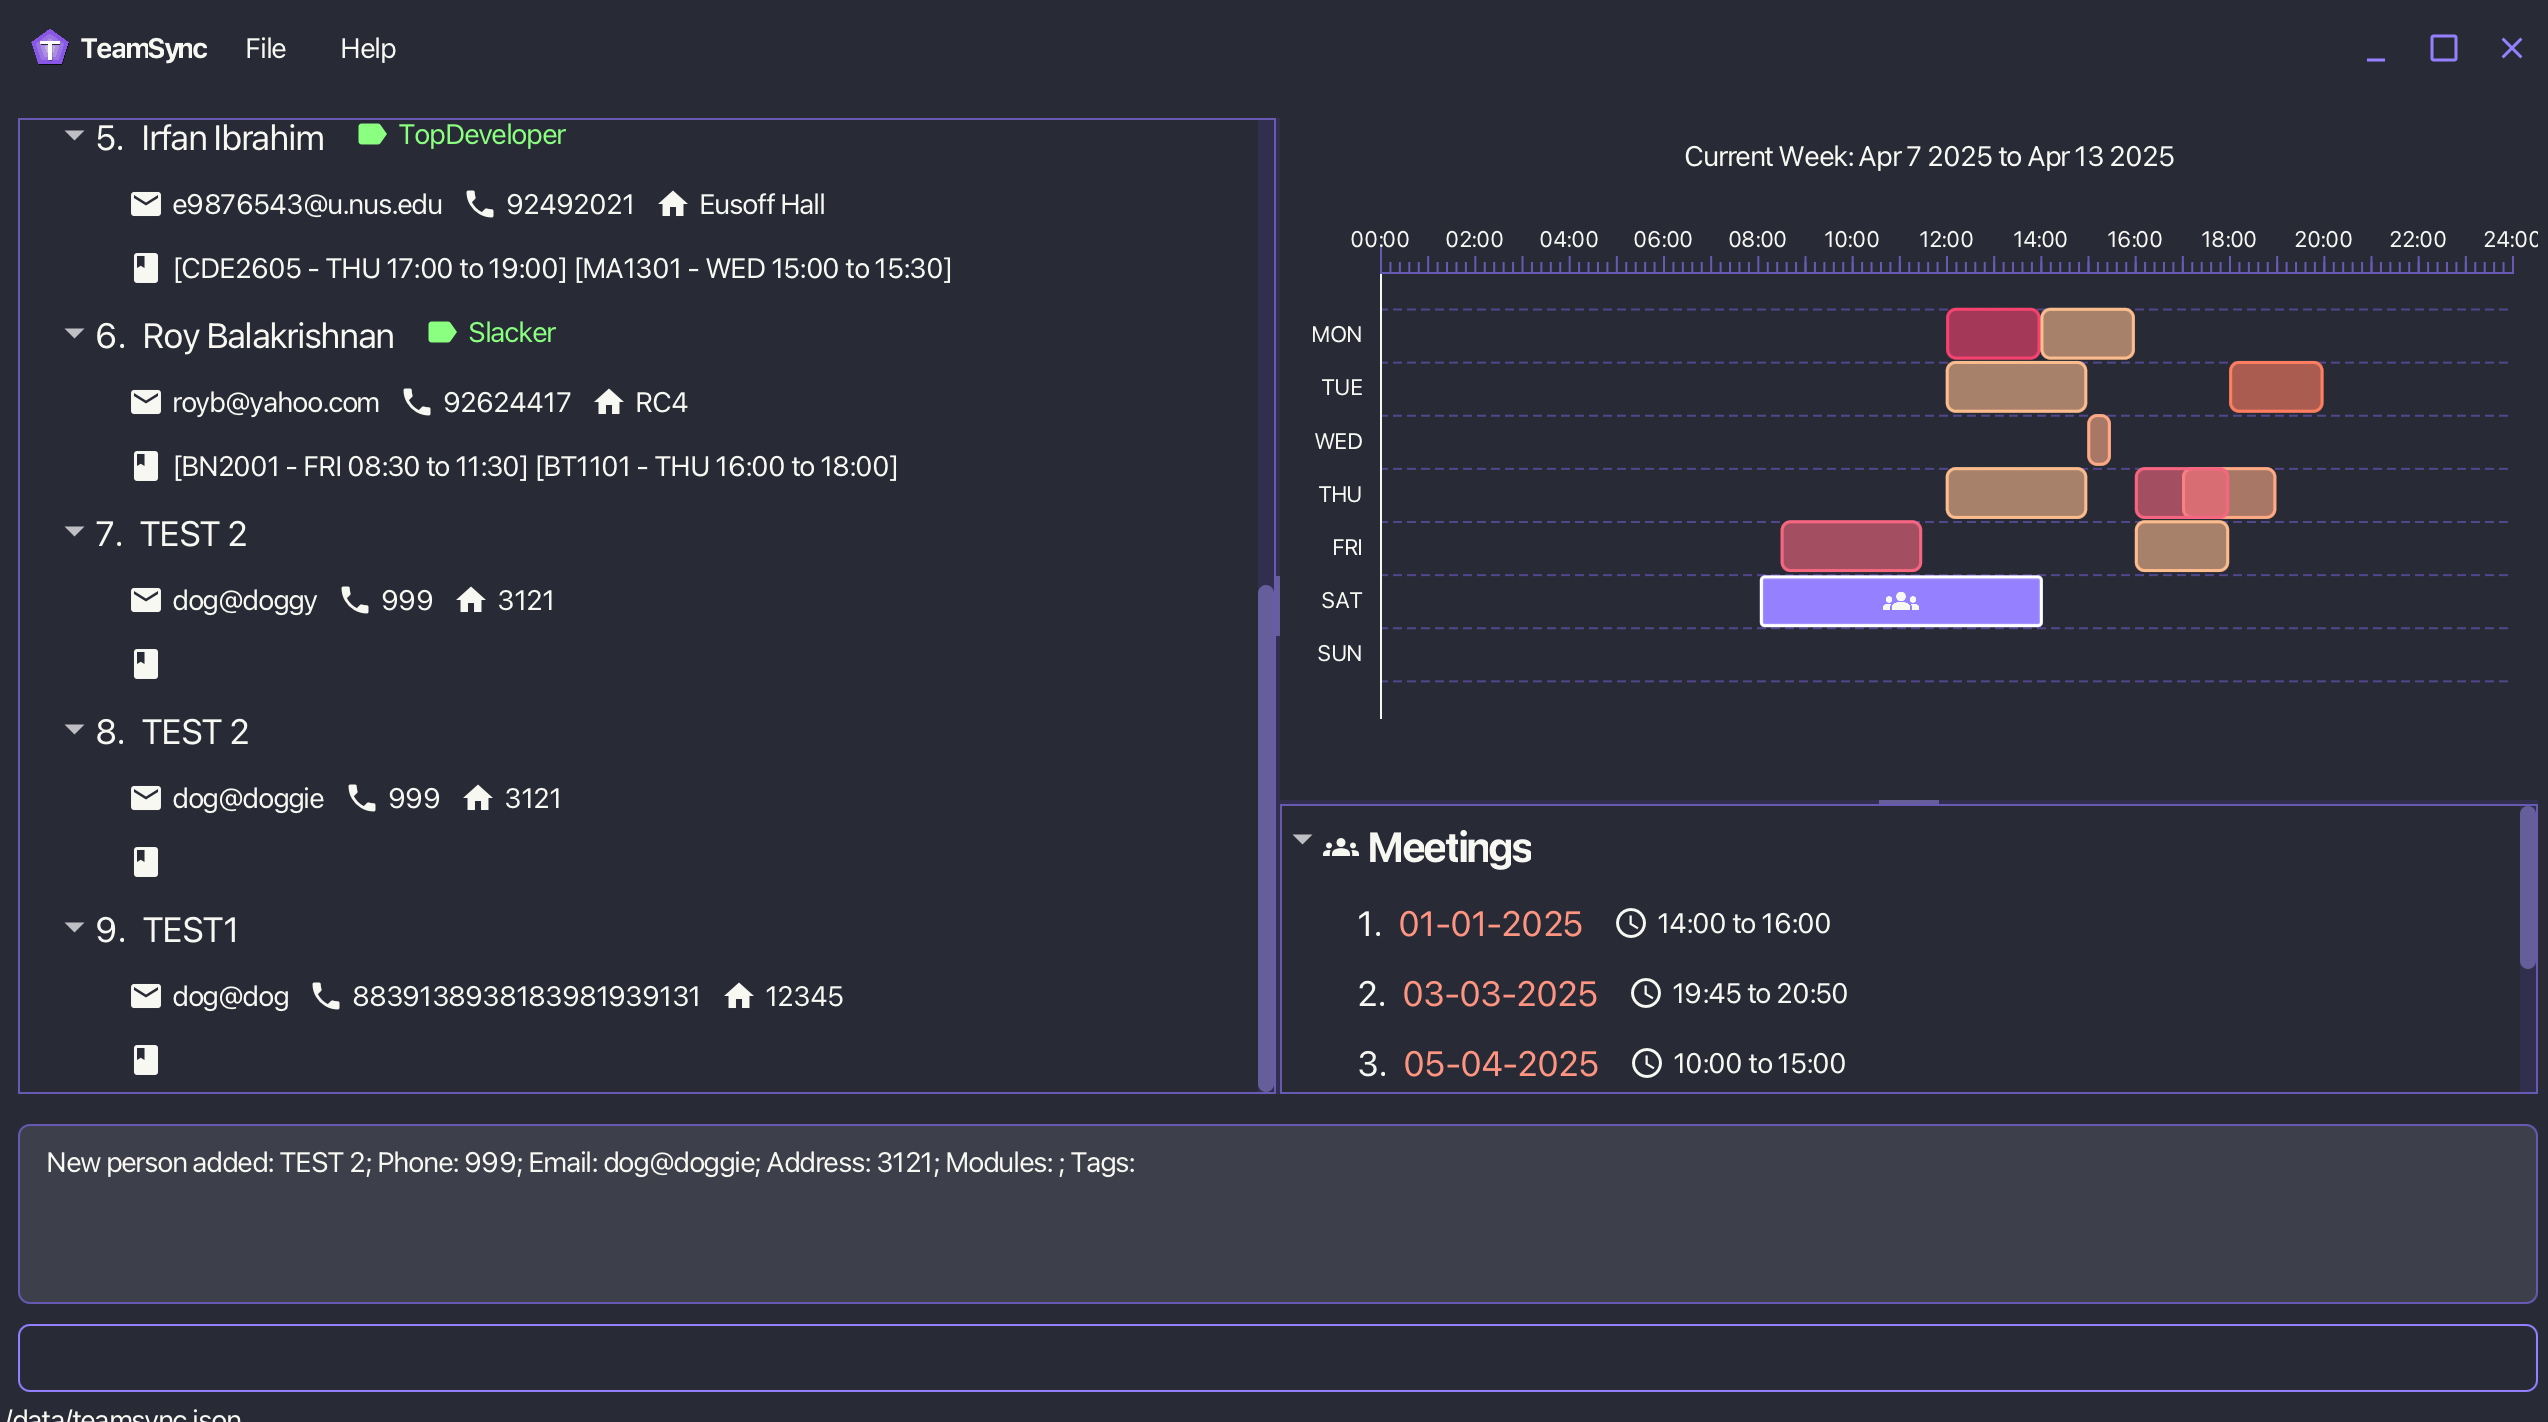 TeamSync File Help
5. Irfan Ibrahim TopDeveloper
e9876543@u.nus.edu 92492021 Eusoff Hall
[CDE2605 - THU 17:00 to 19:00] [MA1301 - WED 15:00 to 15:30]
6. Roy Balakrishnan Slacker
royb@yahoo.com 92624417 RC4
[BN2001 - FRI 08:30 to 11:30] [BT1101 - THU 16:00 to 18:00]
7. TEST 2
dog@doggy 999 3121
8. TEST 2
dog@doggie 999 3121
9. TEST1
dog@dog 8839138938183981939131 12345
Current Week: Apr 7 2025 to Apr 13 2025
00:00 02:00 04:00 06:00 08:00 10:00 12:00 14:00 16:00 18:00 20:00 22:00 24:00
MON
TUE
WED
THU
FRI
SAT
SUN
Meetings
1. 01-01-2025 14:00 to 16:00
2. 03-03-2025 19:45 to 20:50
3. 05-04-2025 10:00 to 15:00
New person added: TEST 2; Phone: 999; Email: dog@doggie; Address: 3121; Modules: ; Tags:
/data/teamsync.json